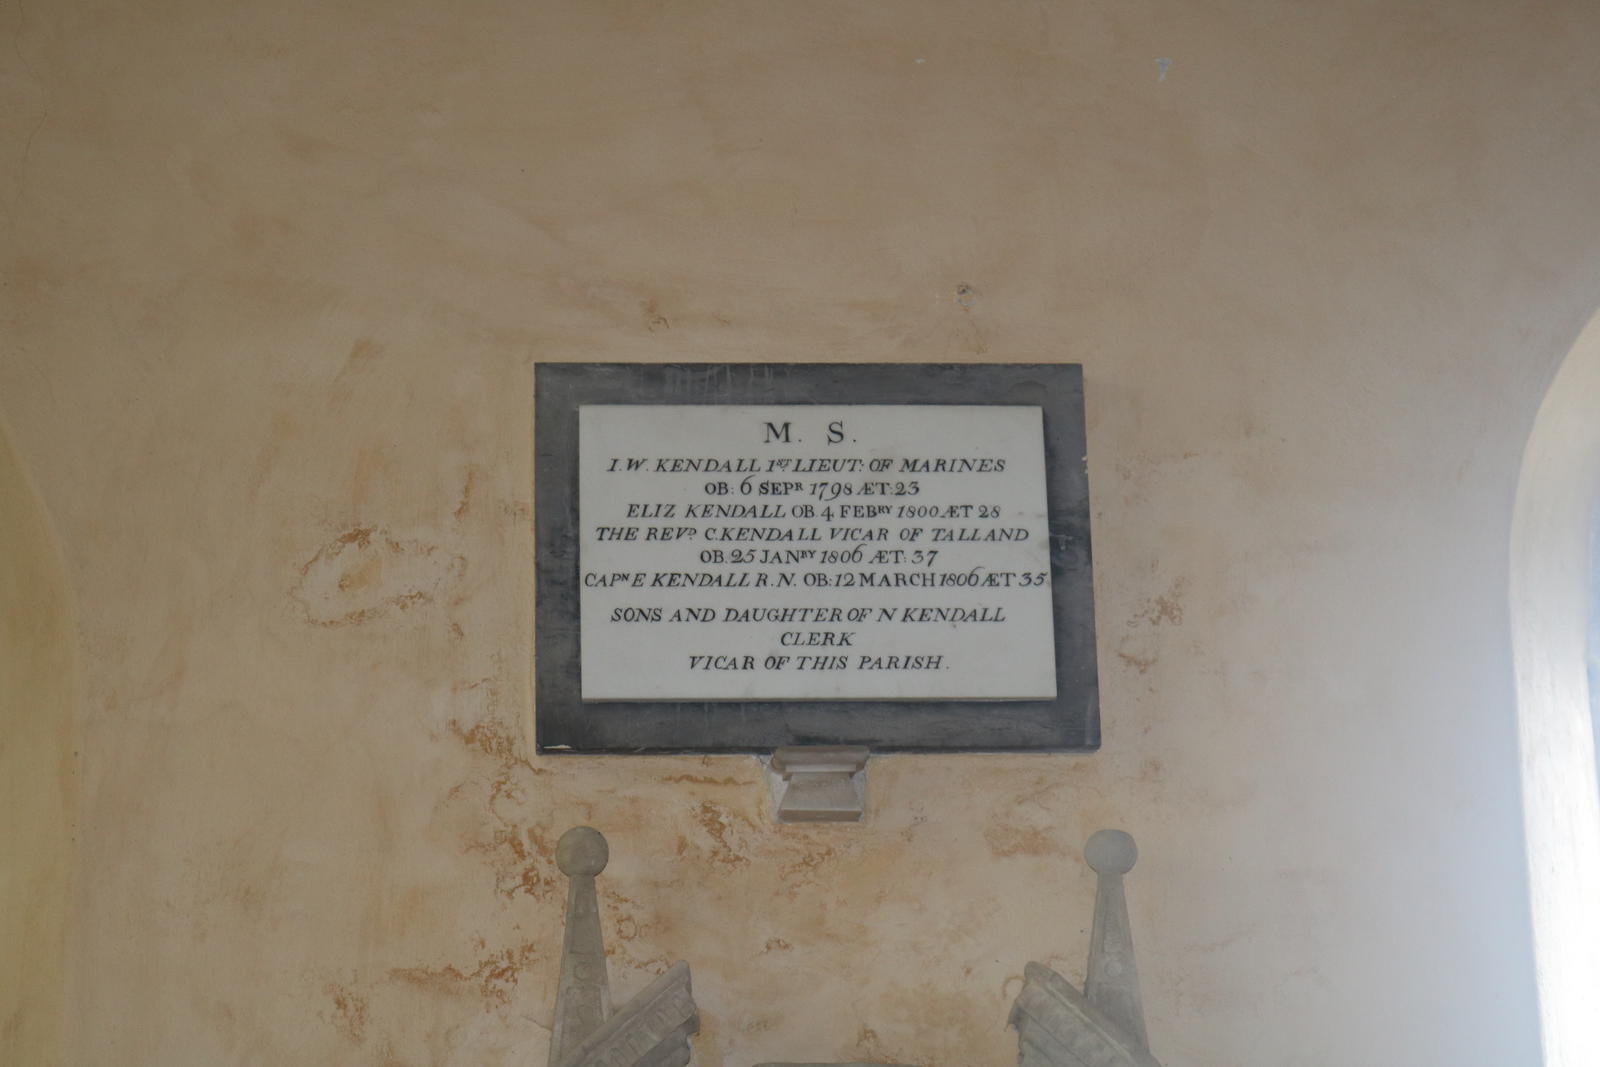 M. S.
I. W. KENDALL 1ST LIEUT: OF MARINES
OB: 6 SEPR 1798 ÆT: 23
ELIZ KENDALL OB. 4 FEBRY 1800 ÆT 28
THE REVD C. KENDALL VICAR OF TALLAND
OB. 25 JANRY 1806 ÆT: 37
CAPN E KENDALL R. N. OB: 12 MARCH 1806 ÆT 35
SONS AND DAUGHTER OF N KENDALL
CLERK
VICAR OF THIS PARISH.